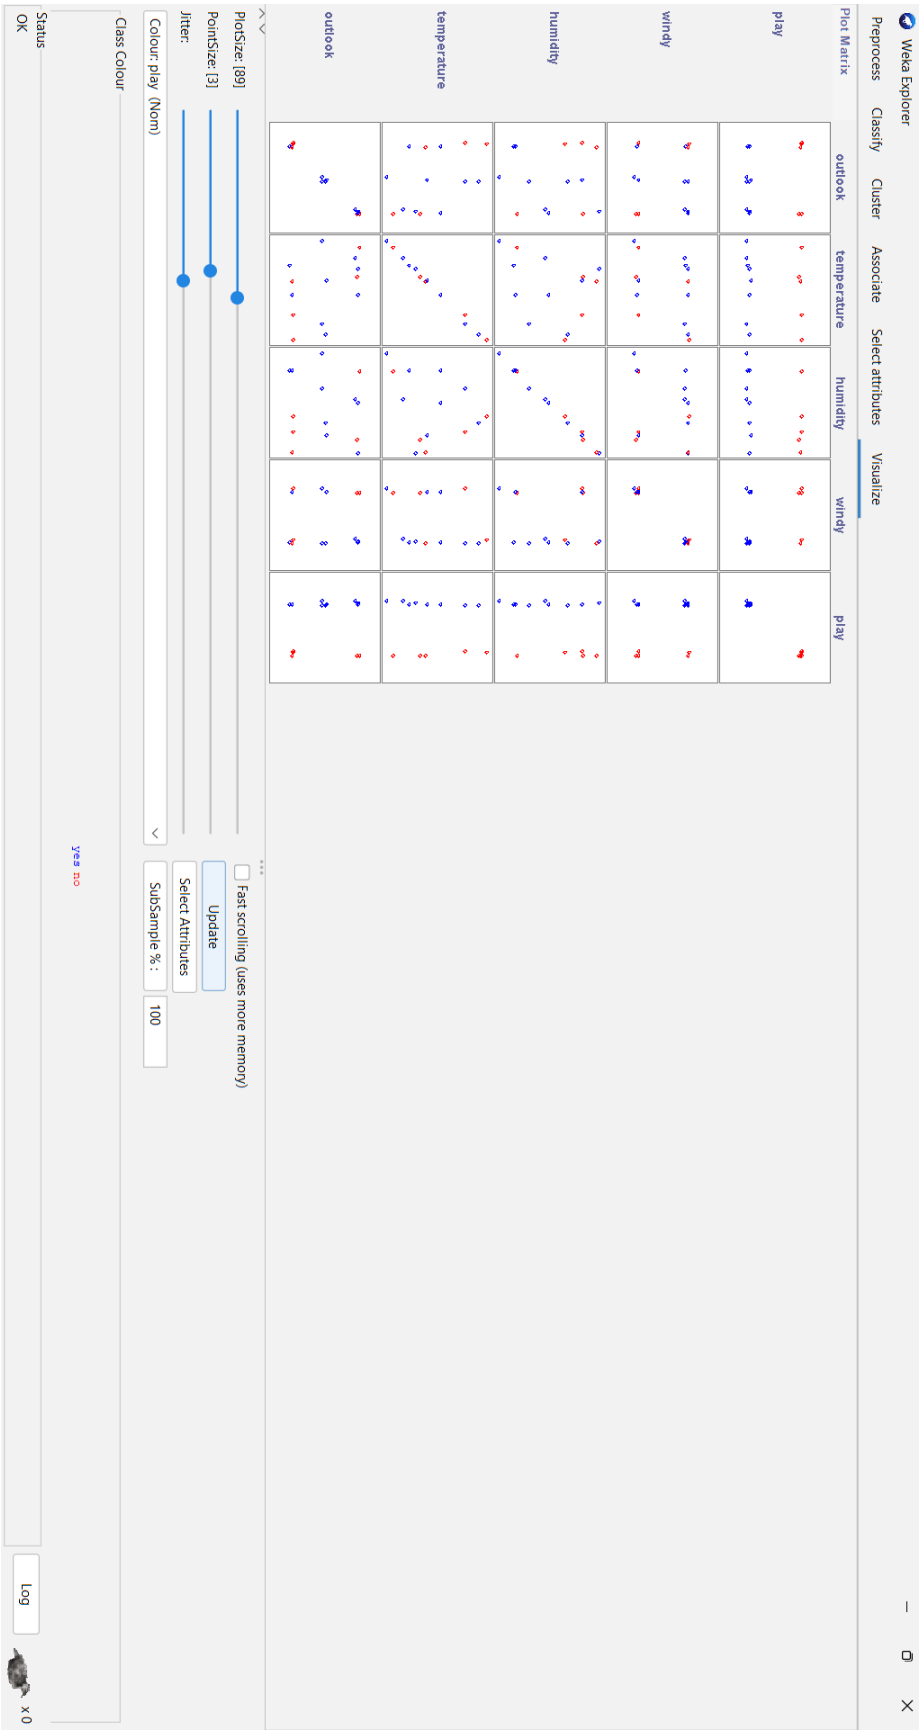 Weka Explorer
Preprocess Classify Cluster Associate Select attributes Visualize
Plot Matrix outlook temperature humidity windy play
play
windy
humidity
temperature
outlook
PlotSize: [89]
PointSize: [3]
Jitter:
Fast scrolling (uses more memory)
Update
Select Attributes
Colour: play (Nom)
SubSample % :
100
Class Colour
yes no
Status
OK
Log
x 0